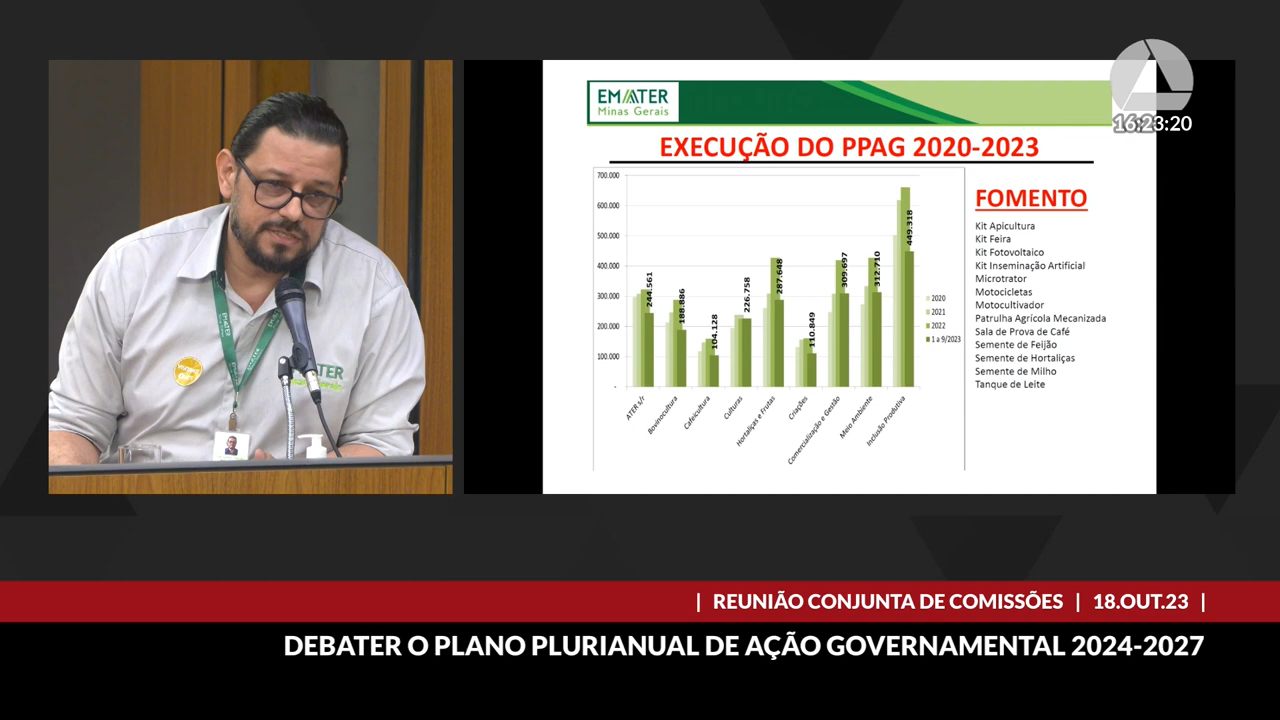 EMATER
Minas Gerais
16:23:20
EXECUÇÃO DO PPAG 2020-2023
700.000
600.000
500.000
400.000
300.000
200.000
100.000
-
244.561
188.886
104.128
226.758
287.648
110.849
309.697
312.710
449.318
ATER s/r
Bovinocultura
Cafeicultura
Culturas
Hortaliças e Frutas
Criações
Comercialização e Gestão
Meio Ambiente
Inclusão Produtiva
2020
2021
2022
1 a 9/2023
FOMENTO
Kit Apicultura
Kit Feira
Kit Fotovoltaico
Kit Inseminação Artificial
Microtrator
Motocicletas
Motocultivador
Patrulha Agrícola Mecanizada
Sala de Prova de Café
Semente de Feijão
Semente de Hortaliças
Semente de Milho
Tanque de Leite
EMATER
| REUNIÃO CONJUNTA DE COMISSÕES | 18.OUT.23 |
DEBATER O PLANO PLURIANUAL DE AÇÃO GOVERNAMENTAL 2024-2027